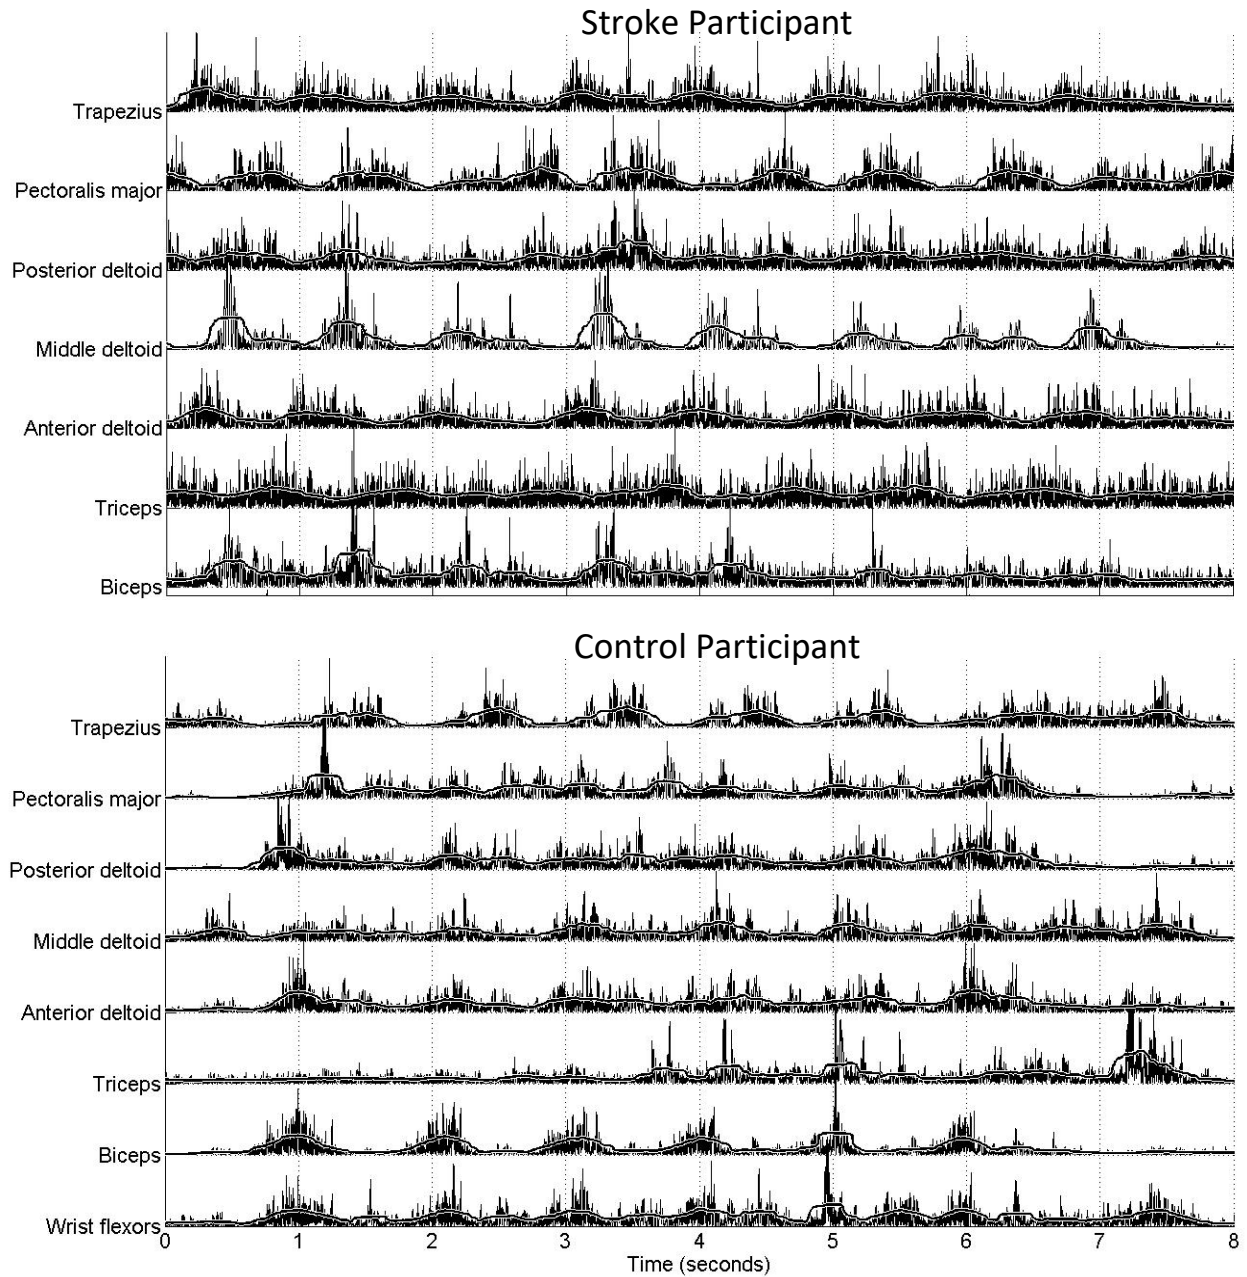 Stroke Participant
Trapezius
Pectoralis major
Posterior deltoid
Middle deltoid
Anterior deltoid
Triceps
Biceps
Control Participant
Trapezius
Pectoralis major
Posterior deltoid
Middle deltoid
Anterior deltoid
Triceps
Biceps
Wrist flexors
0 1 2 3 4 5 6 7 8
Time (seconds)